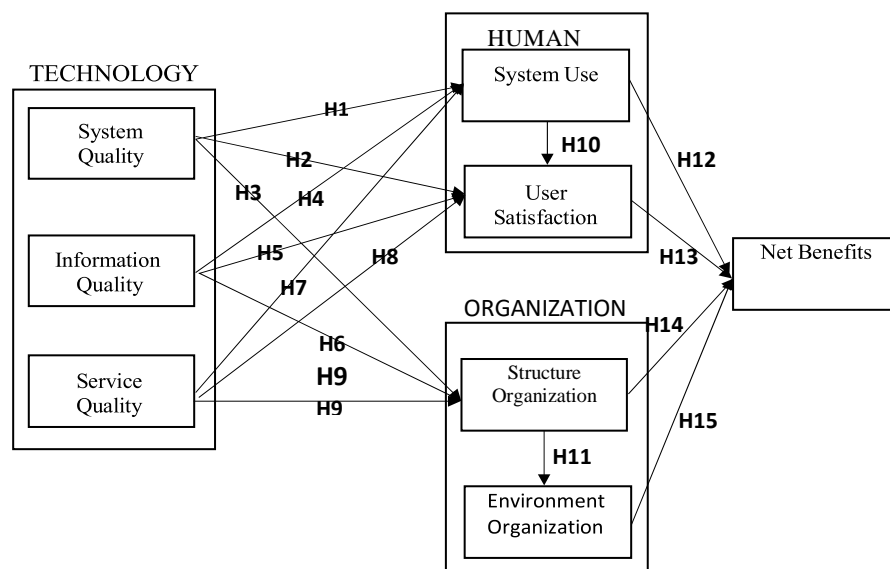 HUMAN
TECHNOLOGY
System Use
System
Quality
H1
H10
H2
H12
H3
H4
User
Satisfaction
Information
Quality
H5
H8
H13
Net Benefits
H7
ORGANIZATION
H6
H14
Service
Quality
H9
H9
Structure
Organization
H15
H11
Environment
Organization